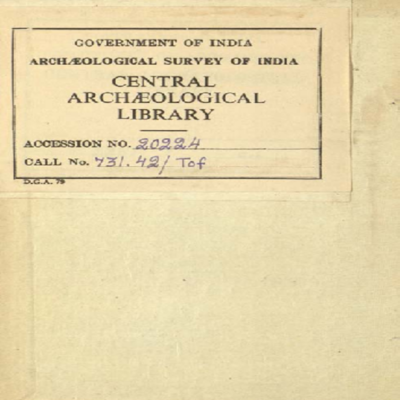 GOVERNMENT OF INDIA
ARCHÆOLOGICAL SURVEY OF INDIA
CENTRAL
ARCHÆOLOGICAL
LIBRARY
ACCESSION NO. 20224
CALL No. 731.42/Tof
D.G.A. 79